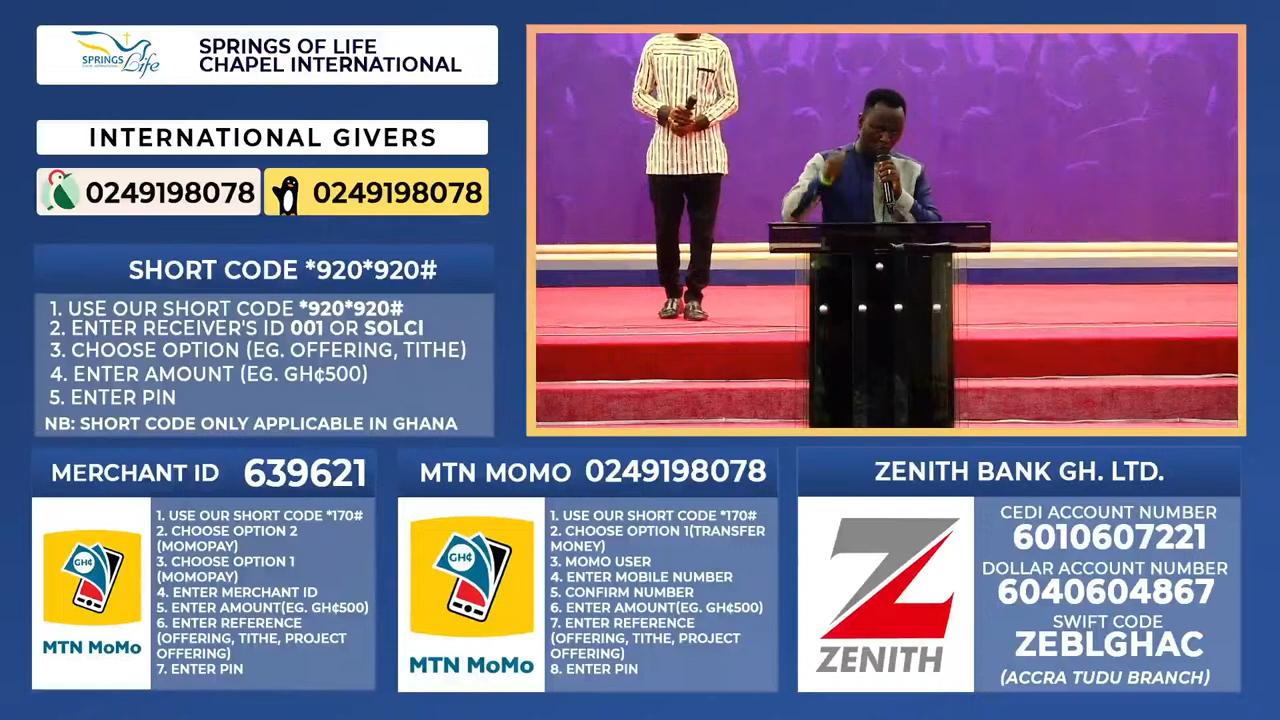 SPRINGS
Life
SPRINGS OF LIFE
CHAPEL INTERNATIONAL
INTERNATIONAL GIVERS
0249198078
0249198078
SHORT CODE *920*920#
1. USE OUR SHORT CODE *920*920#
2. ENTER RECEIVER'S ID 001 OR SOLCI
3. CHOOSE OPTION (EG. OFFERING, TITHE)
4. ENTER AMOUNT (EG. GH¢500)
5. ENTER PIN
NB: SHORT CODE ONLY APPLICABLE IN GHANA
MERCHANT ID 639621
GH¢
MTN MoMo
1. USE OUR SHORT CODE *170#
2. CHOOSE OPTION 2
(MOMOPAY)
3. CHOOSE OPTION 1
(MOMOPAY)
4. ENTER MERCHANT ID
5. ENTER AMOUNT(EG. GH¢500)
6. ENTER REFERENCE
(OFFERING, TITHE, PROJECT
OFFERING)
7. ENTER PIN
MTN MOMO 0249198078
GH¢
MTN MoMo
1. USE OUR SHORT CODE *170#
2. CHOOSE OPTION 1(TRANSFER
MONEY)
3. MOMO USER
4. ENTER MOBILE NUMBER
5. CONFIRM NUMBER
6. ENTER AMOUNT(EG. GH¢500)
7. ENTER REFERENCE
(OFFERING, TITHE, PROJECT
OFFERING)
8. ENTER PIN
ZENITH BANK GH. LTD.
ZENITH
CEDI ACCOUNT NUMBER
6010607221
DOLLAR ACCOUNT NUMBER
6040604867
SWIFT CODE
ZEBLGHAC
(ACCRA TUDU BRANCH)